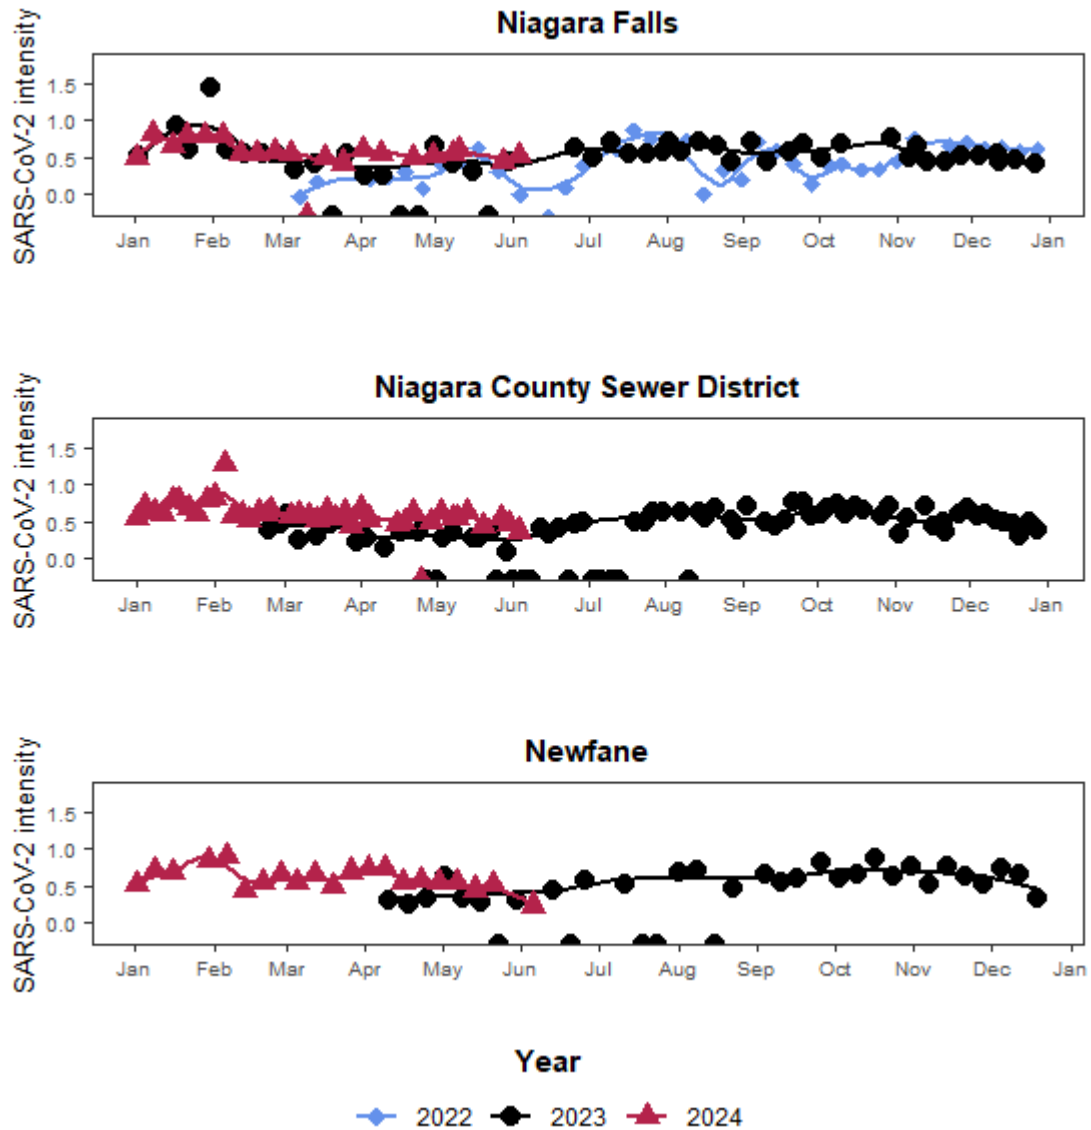 Niagara Falls
SARS-CoV-2 intensity
1.5
1.0
0.5
0.0
Jan Feb Mar Apr May Jun Jul Aug Sep Oct Nov Dec Jan
Niagara County Sewer District
SARS-CoV-2 intensity
1.5
1.0
0.5
0.0
Jan Feb Mar Apr May Jun Jul Aug Sep Oct Nov Dec Jan
Newfane
SARS-CoV-2 intensity
1.5
1.0
0.5
0.0
Jan Feb Mar Apr May Jun Jul Aug Sep Oct Nov Dec Jan
Year
2022 2023 2024